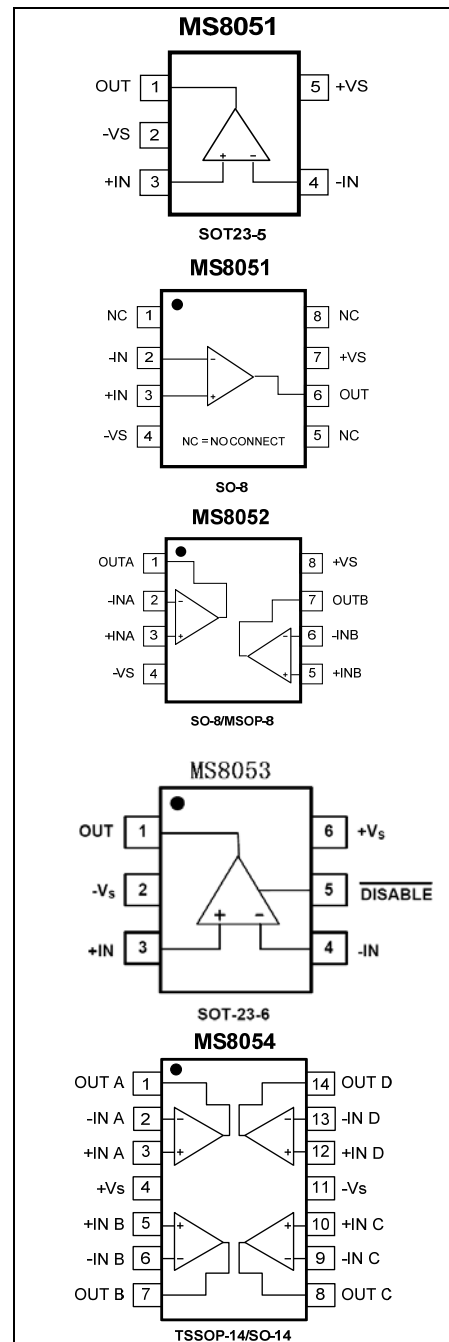 MS8051
OUT 1 5 +VS
-VS 2
+IN 3 + - 4 -IN
SOT23-5
MS8051
NC 1 8 NC
-IN 2 - 7 +VS
+IN 3 + 6 OUT
-VS 4 NC = NO CONNECT 5 NC
SO-8
MS8052
OUTA 1 8 +VS
-INA 2 - 7 OUTB
+INA 3 + - 6 -INB
-VS 4 + 5 +INB
SO-8/MSOP-8
MS8053
OUT 1 6 +Vs
-Vs 2 5 DISABLE
+IN 3 + - 4 -IN
SOT-23-6
MS8054
OUT A 1 14 OUT D
-IN A 2 - - 13 -IN D
+IN A 3 + + 12 +IN D
+Vs 4 11 -Vs
+IN B 5 + + 10 +IN C
-IN B 6 - - 9 -IN C
OUT B 7 8 OUT C
TSSOP-14/SO-14